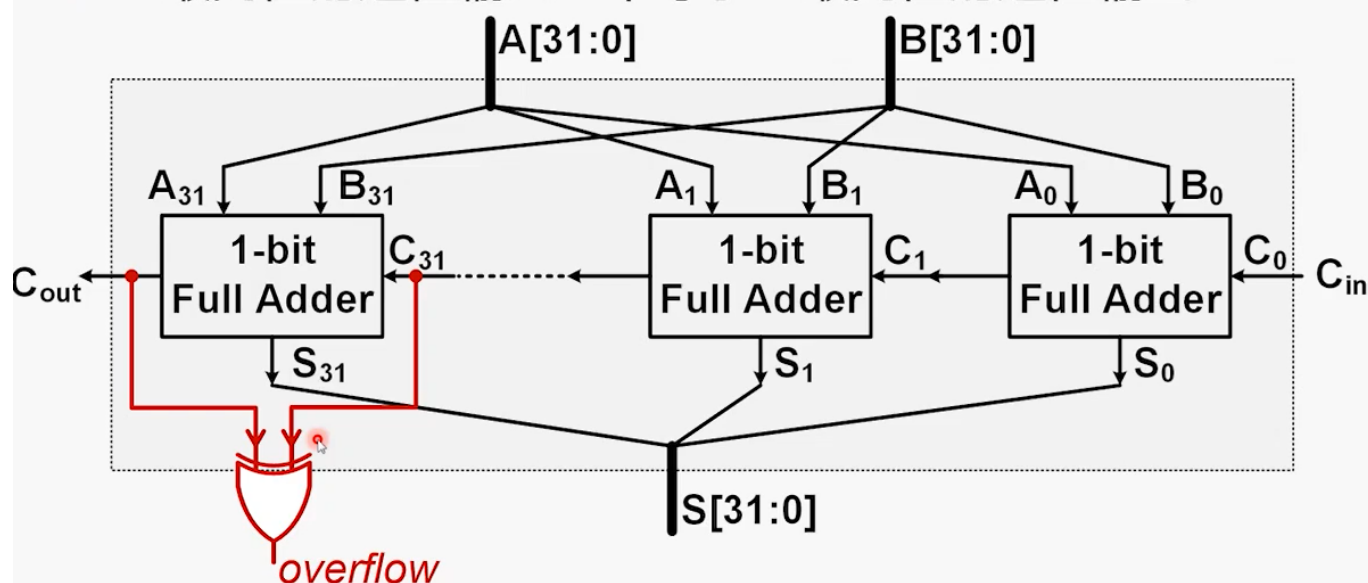 A[31:0]
B[31:0]
A31
B31
A1
B1
A0
B0
1-bit
Full Adder
C31
1-bit
Full Adder
C1
1-bit
Full Adder
C0
Cin
Cout
S31
S1
S0
S[31:0]
overflow